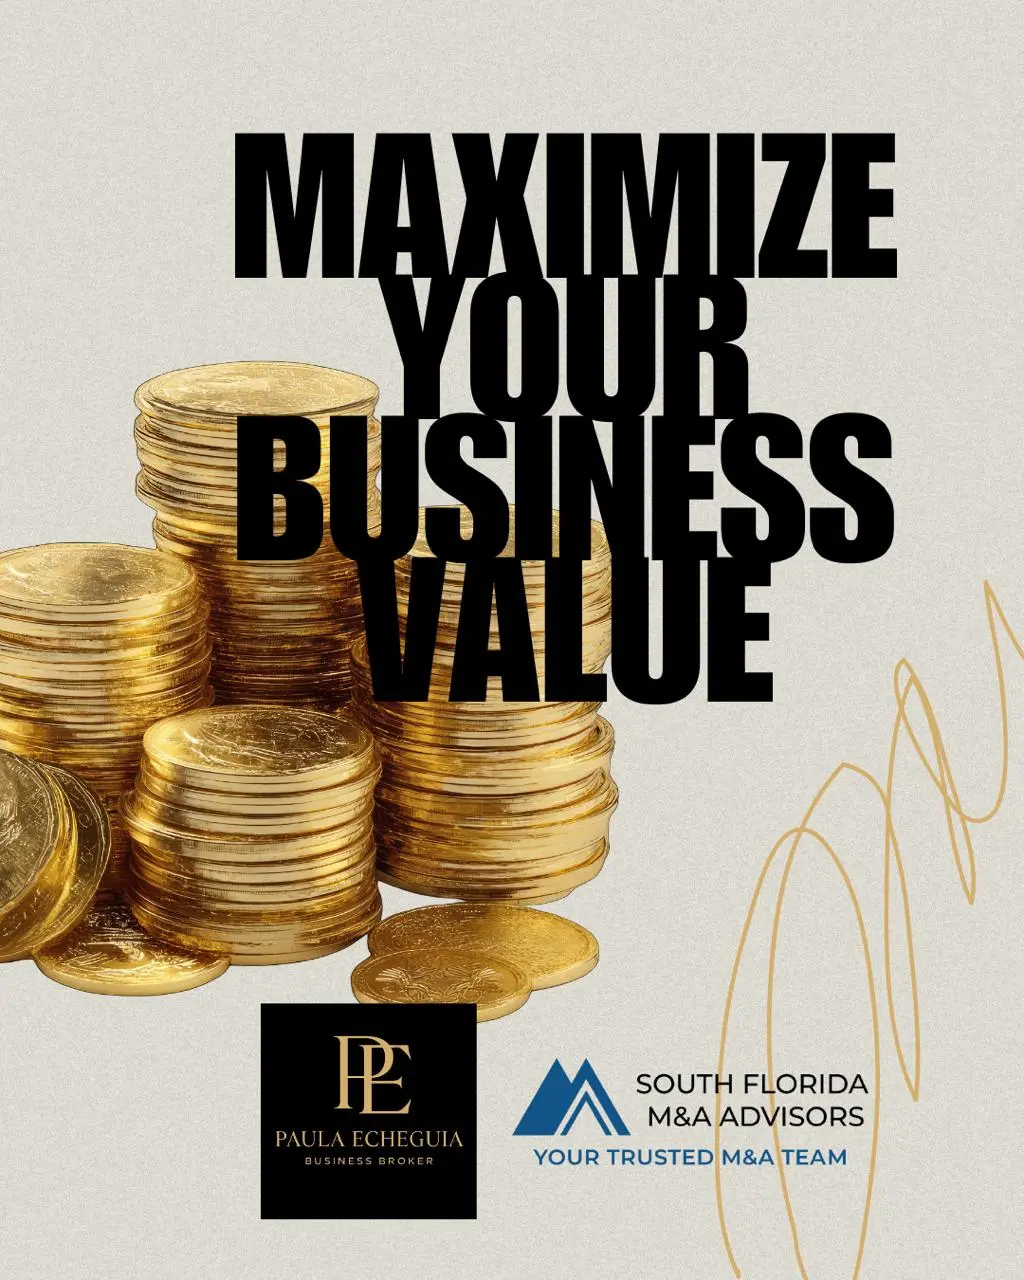 MAXIMIZE
YOUR
BUSINESS
VALUE
PE
PAULA ECHEGUIA
BUSINESS BROKER
SOUTH FLORIDA
M&A ADVISORS
YOUR TRUSTED M&A TEAM